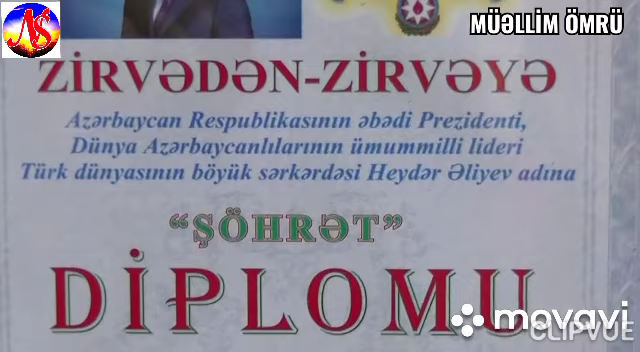 MÜƏLLİM ÖMRÜ
ZİRVƏDƏN-ZİRVƏYƏ
Azərbaycan Respublikasının əbədi Prezidenti,
Dünya Azərbaycanlılarının ümummilli lideri
Türk dünyasının böyük sərkərdəsi Heydər Əliyev adına
“ŞÖHRƏT”
DİPLOMU
movavi
CLIPVUE